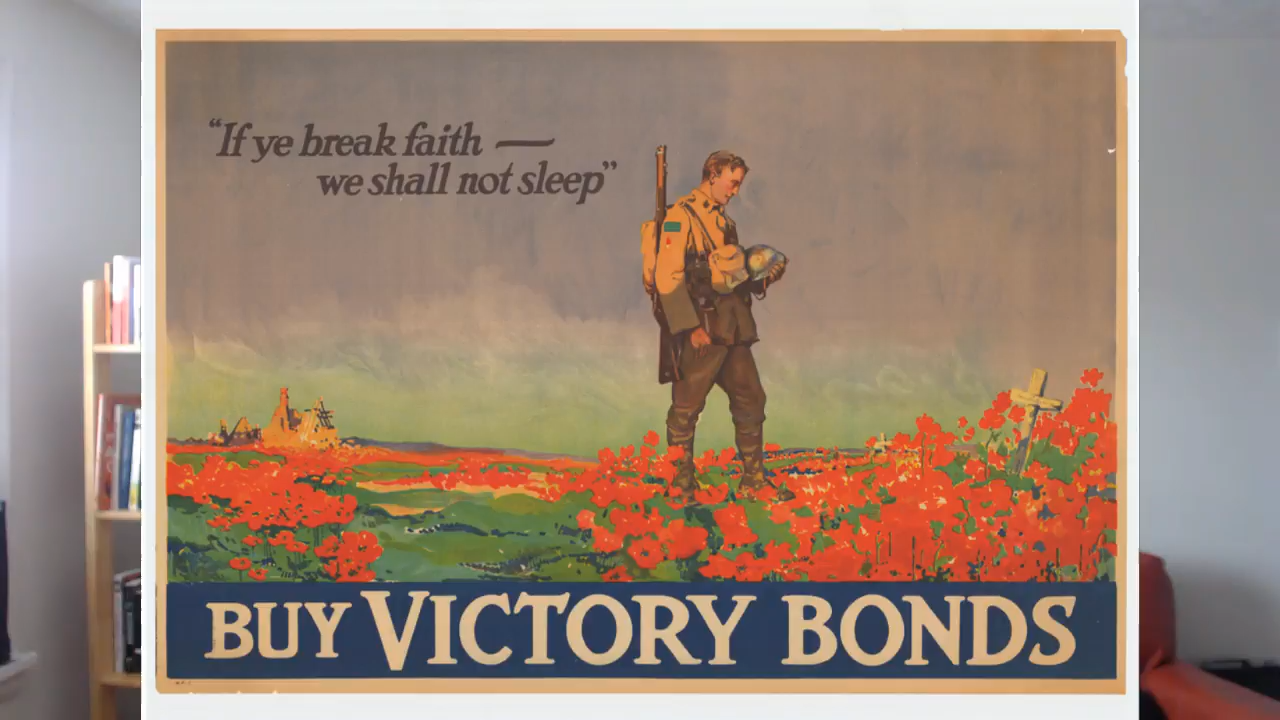 “If ye break faith —
we shall not sleep”
BUY VICTORY BONDS